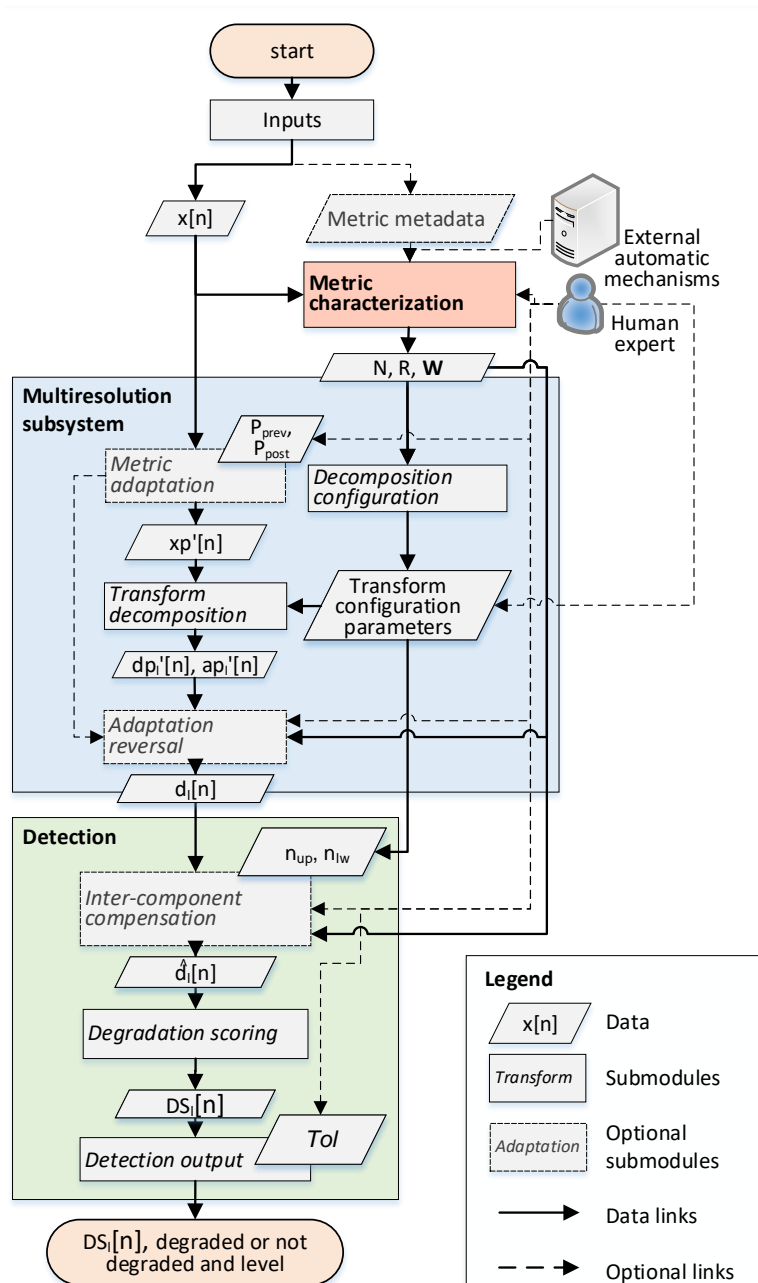 start
Inputs
x[n]
Metric metadata
External
automatic
mechanisms
Metric
characterization
Human
expert
N, R, W
Multiresolution
subsystem
P_prev,
P_post
Metric
adaptation
Decomposition
configuration
xp'[n]
Transform
decomposition
Transform
configuration
parameters
dp_l'[n], ap_l'[n]
Adaptation
reversal
d_l[n]
Detection
n_up, n_lw
Inter-component
compensation
d̂_l[n]
Degradation scoring
DS_l[n]
Tol
Detection output
DS_l[n], degraded or not
degraded and level
Legend
x[n]
Data
Transform
Submodules
Adaptation
Optional
submodules
Data links
Optional links